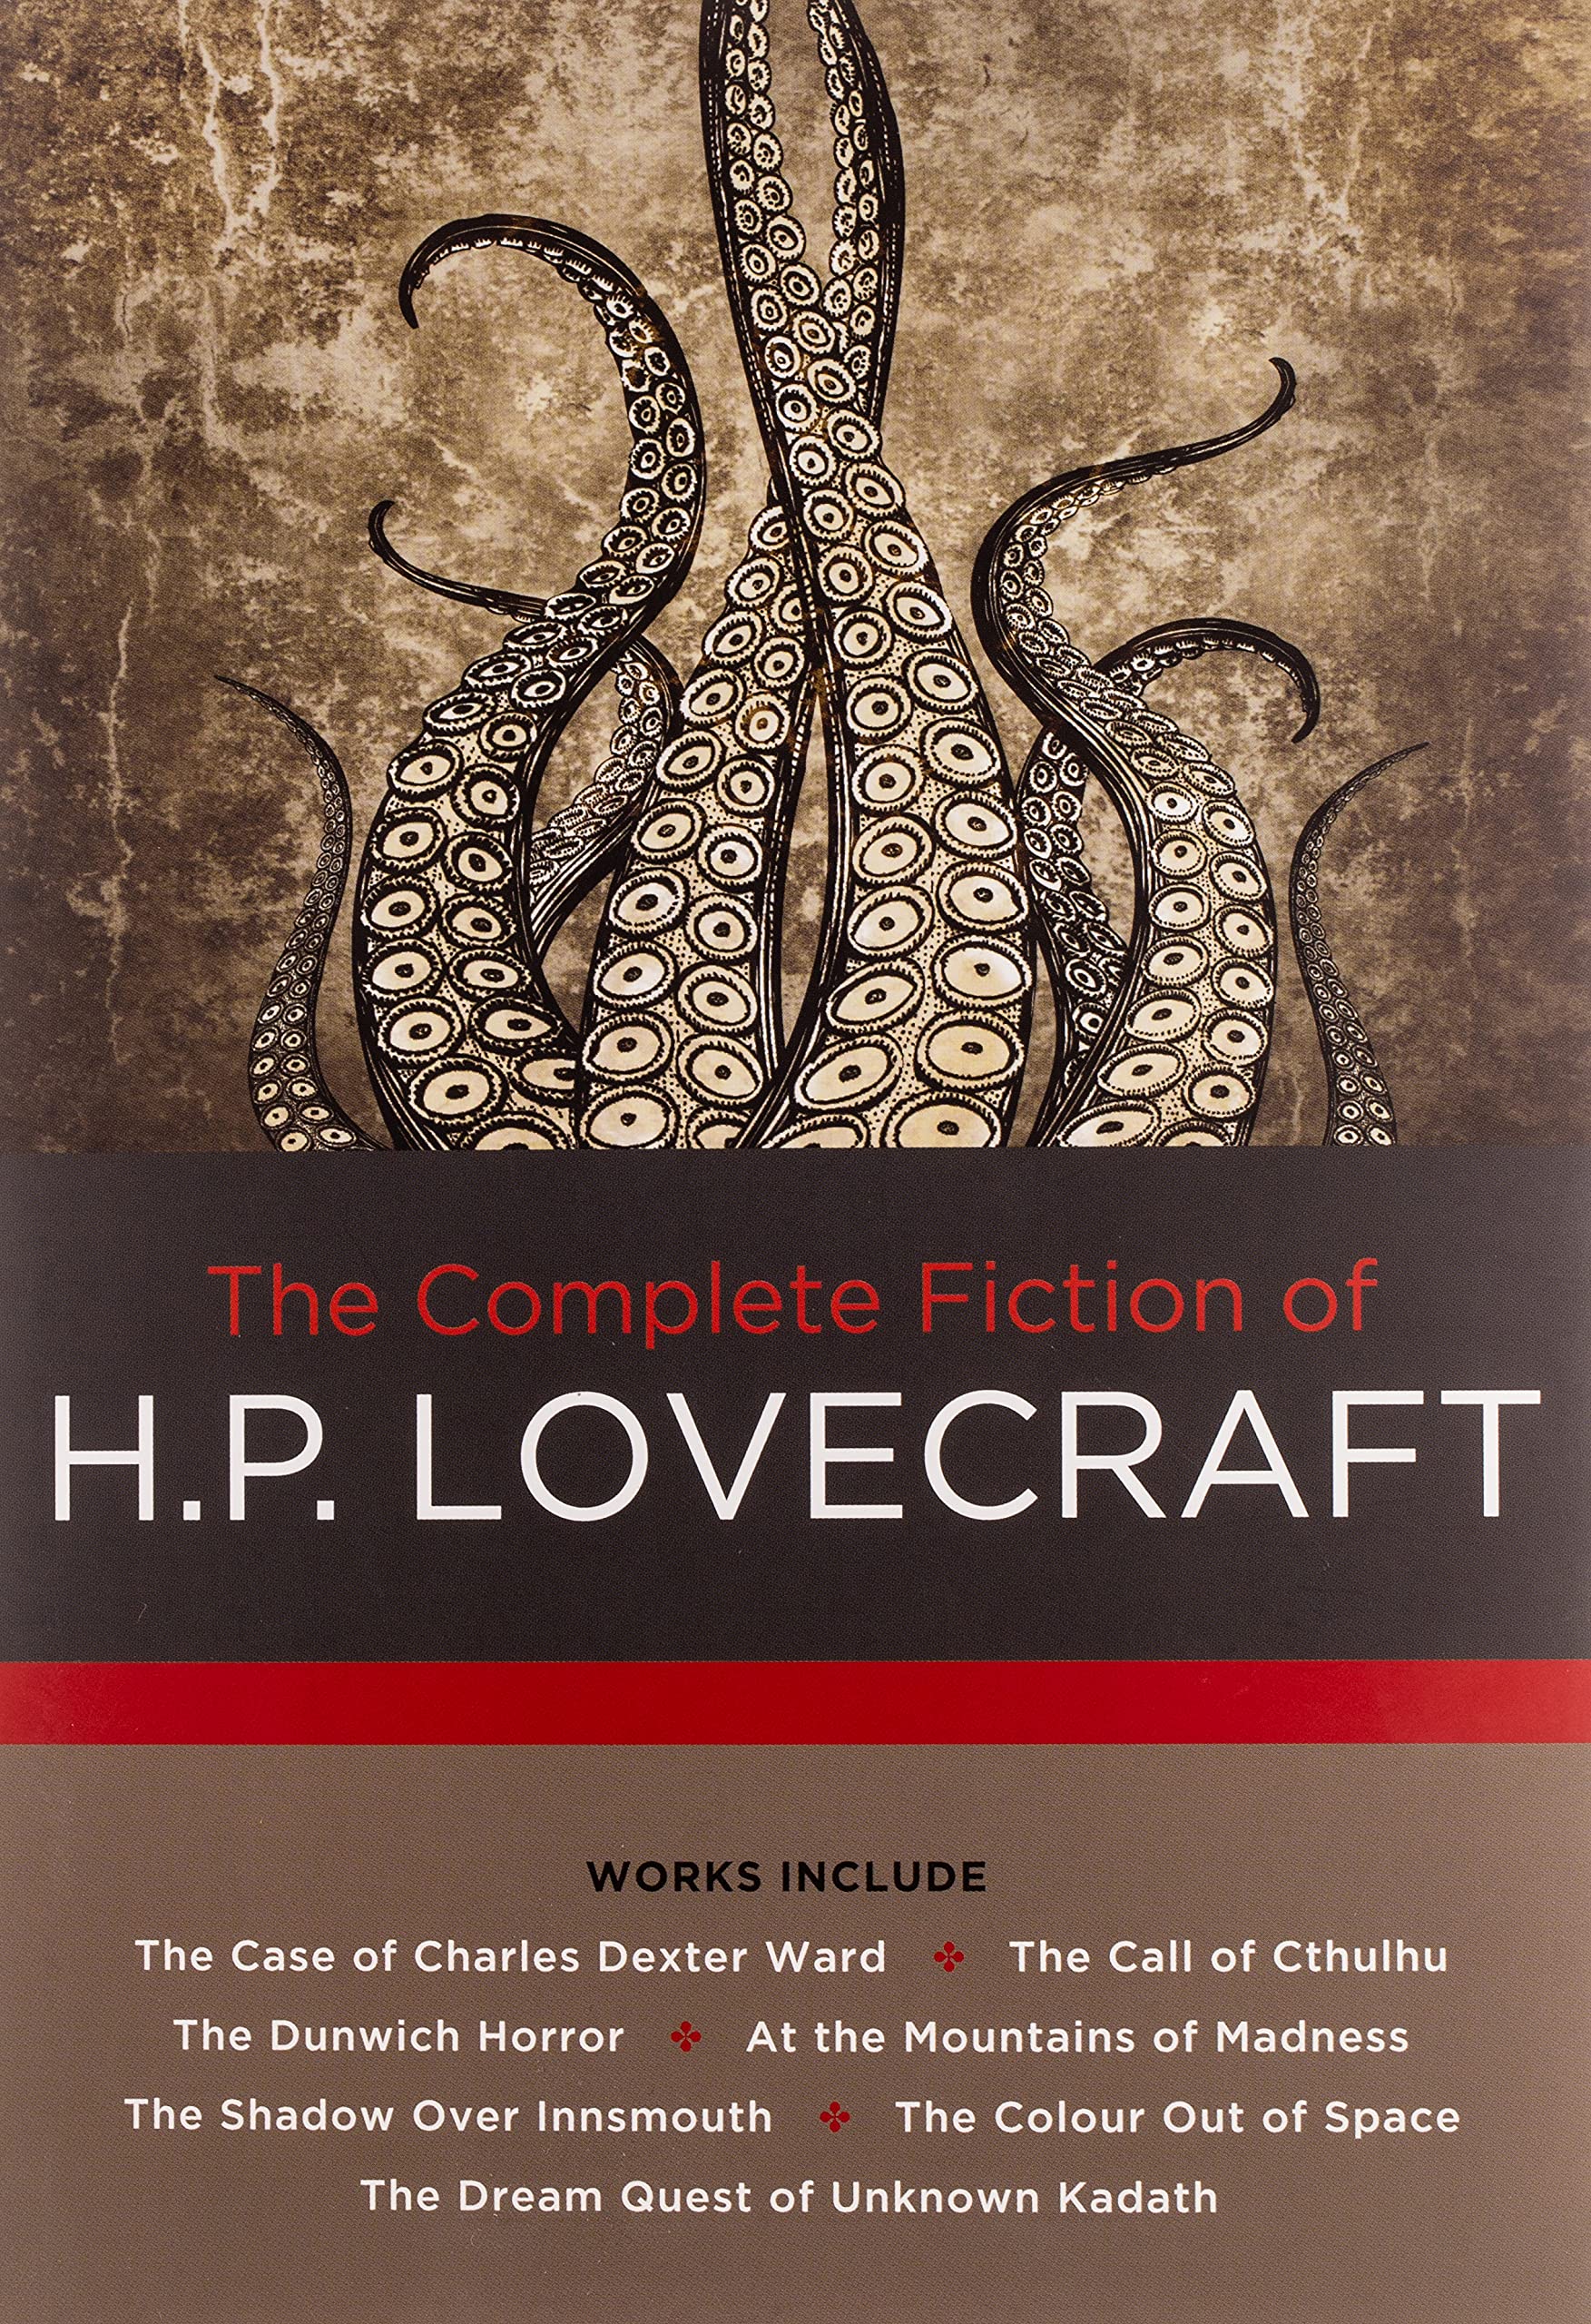 The Complete Fiction of
H.P. LOVECRAFT
WORKS INCLUDE
The Case of Charles Dexter Ward ✤ The Call of Cthulhu
The Dunwich Horror ✤ At the Mountains of Madness
The Shadow Over Innsmouth ✤ The Colour Out of Space
The Dream Quest of Unknown Kadath